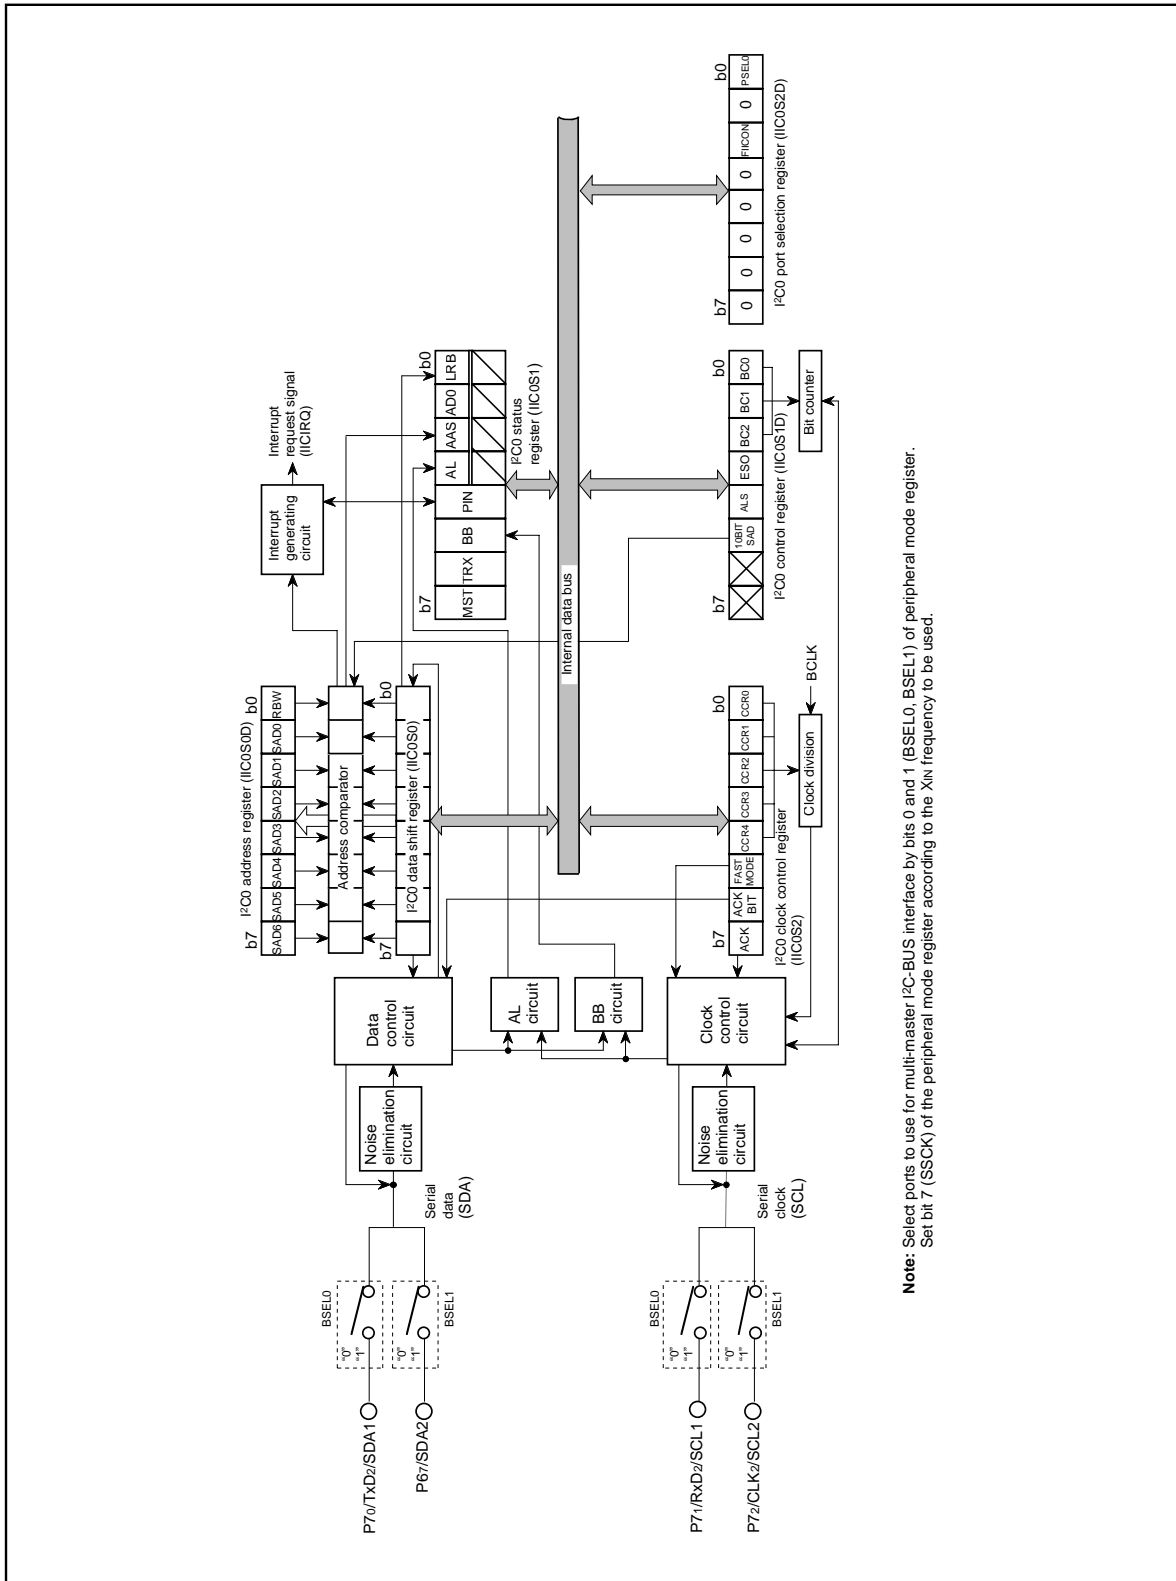 I²C0 address register (IIC0S0D)
b7
b0
SAD6 SAD5 SAD4 SAD3 SAD2 SAD1 SAD0 RBW
Address comparator
b7
b0
I²C0 data shift register (IIC0S0)
Interrupt
generating
circuit
Interrupt
request signal
(IICIRQ)
b7
b0
MST TRX BB PIN AL AAS AD0 LRB
I²C0 status
register (IIC0S1)
Internal data bus
P7₀/TxD₂/SDA1
P6₇/SDA2
BSEL0
"0"
"1"
"0"
"1"
BSEL1
Serial
data
(SDA)
Noise
elimination
circuit
Data
control
circuit
AL
circuit
BB
circuit
P7₁/RxD₂/SCL1
P7₂/CLK₂/SCL2
BSEL0
"0"
"1"
"0"
"1"
BSEL1
Serial
clock
(SCL)
Noise
elimination
circuit
Clock
control
circuit
b7
b0
ACK
ACK
BIT
FAST
MODE
CCR4 CCR3 CCR2 CCR1 CCR0
I²C0 clock control register
(IIC0S2)
Clock division
BCLK
b7
b0
10BIT
SAD
ALS ESO BC2 BC1 BC0
I²C0 control register (IIC0S1D)
Bit counter
b7
b0
0 0 0 0 0 FIICON 0 PSEL0
I²C0 port selection register (IIC0S2D)
Note: Select ports to use for multi-master I²C-BUS interface by bits 0 and 1 (BSEL0, BSEL1) of peripheral mode register.
Set bit 7 (SSCK) of the peripheral mode register according to the XIN frequency to be used.